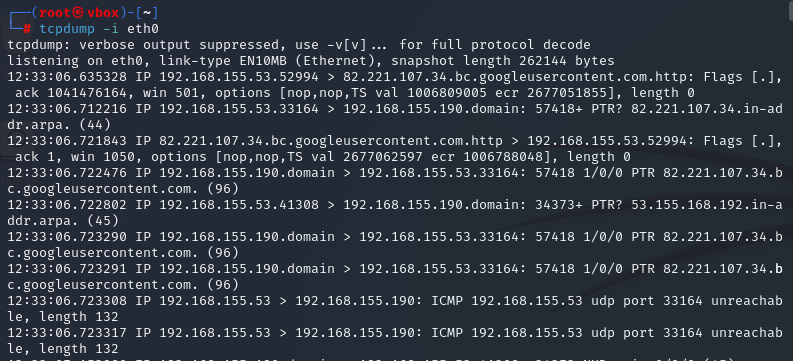 ┌──(root㉿vbox)-[~]
└─# tcpdump -i eth0
tcpdump: verbose output suppressed, use -v[v]... for full protocol decode
listening on eth0, link-type EN10MB (Ethernet), snapshot length 262144 bytes
12:33:06.635328 IP 192.168.155.53.52994 > 82.221.107.34.bc.googleusercontent.com.http: Flags [.],
ack 1041476164, win 501, options [nop,nop,TS val 1006809005 ecr 2677051855], length 0
12:33:06.712216 IP 192.168.155.53.33164 > 192.168.155.190.domain: 57418+ PTR? 82.221.107.34.in-ad
dr.arpa. (44)
12:33:06.721843 IP 82.221.107.34.bc.googleusercontent.com.http > 192.168.155.53.52994: Flags [.],
ack 1, win 1050, options [nop,nop,TS val 2677062597 ecr 1006788048], length 0
12:33:06.722476 IP 192.168.155.190.domain > 192.168.155.53.33164: 57418 1/0/0 PTR 82.221.107.34.b
c.googleusercontent.com. (96)
12:33:06.722802 IP 192.168.155.53.41308 > 192.168.155.190.domain: 34373+ PTR? 53.155.168.192.in-a
ddr.arpa. (45)
12:33:06.723290 IP 192.168.155.190.domain > 192.168.155.53.33164: 57418 1/0/0 PTR 82.221.107.34.b
c.googleusercontent.com. (96)
12:33:06.723291 IP 192.168.155.190.domain > 192.168.155.53.33164: 57418 1/0/0 PTR 82.221.107.34.b
c.googleusercontent.com. (96)
12:33:06.723308 IP 192.168.155.53 > 192.168.155.190: ICMP 192.168.155.53 udp port 33164 unreachab
le, length 132
12:33:06.723317 IP 192.168.155.53 > 192.168.155.190: ICMP 192.168.155.53 udp port 33164 unreachab
le, length 132